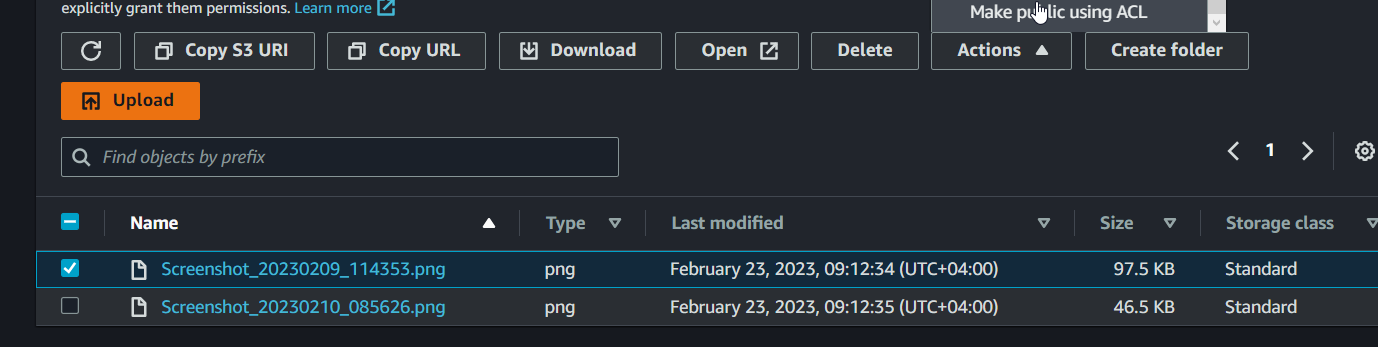 explicitly grant them permissions. Learn more
Make public using ACL
Copy S3 URI
Copy URL
Download
Open
Delete
Actions
Create folder
Upload
Find objects by prefix
1
Name Type Last modified Size Storage class
Screenshot_20230209_114353.png png February 23, 2023, 09:12:34 (UTC+04:00) 97.5 KB Standard
Screenshot_20230210_085626.png png February 23, 2023, 09:12:35 (UTC+04:00) 46.5 KB Standard